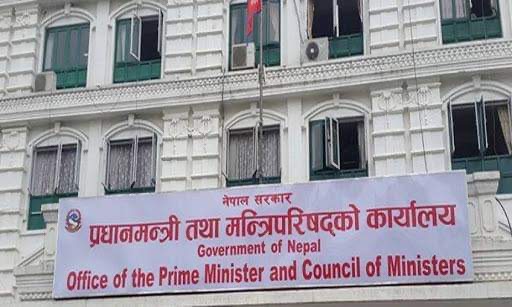 नेपाल सरकार
प्रधानमन्त्री तथा मन्त्रिपरिषद्को कार्यालय
Government of Nepal
Office of the Prime Minister and Council of Ministers